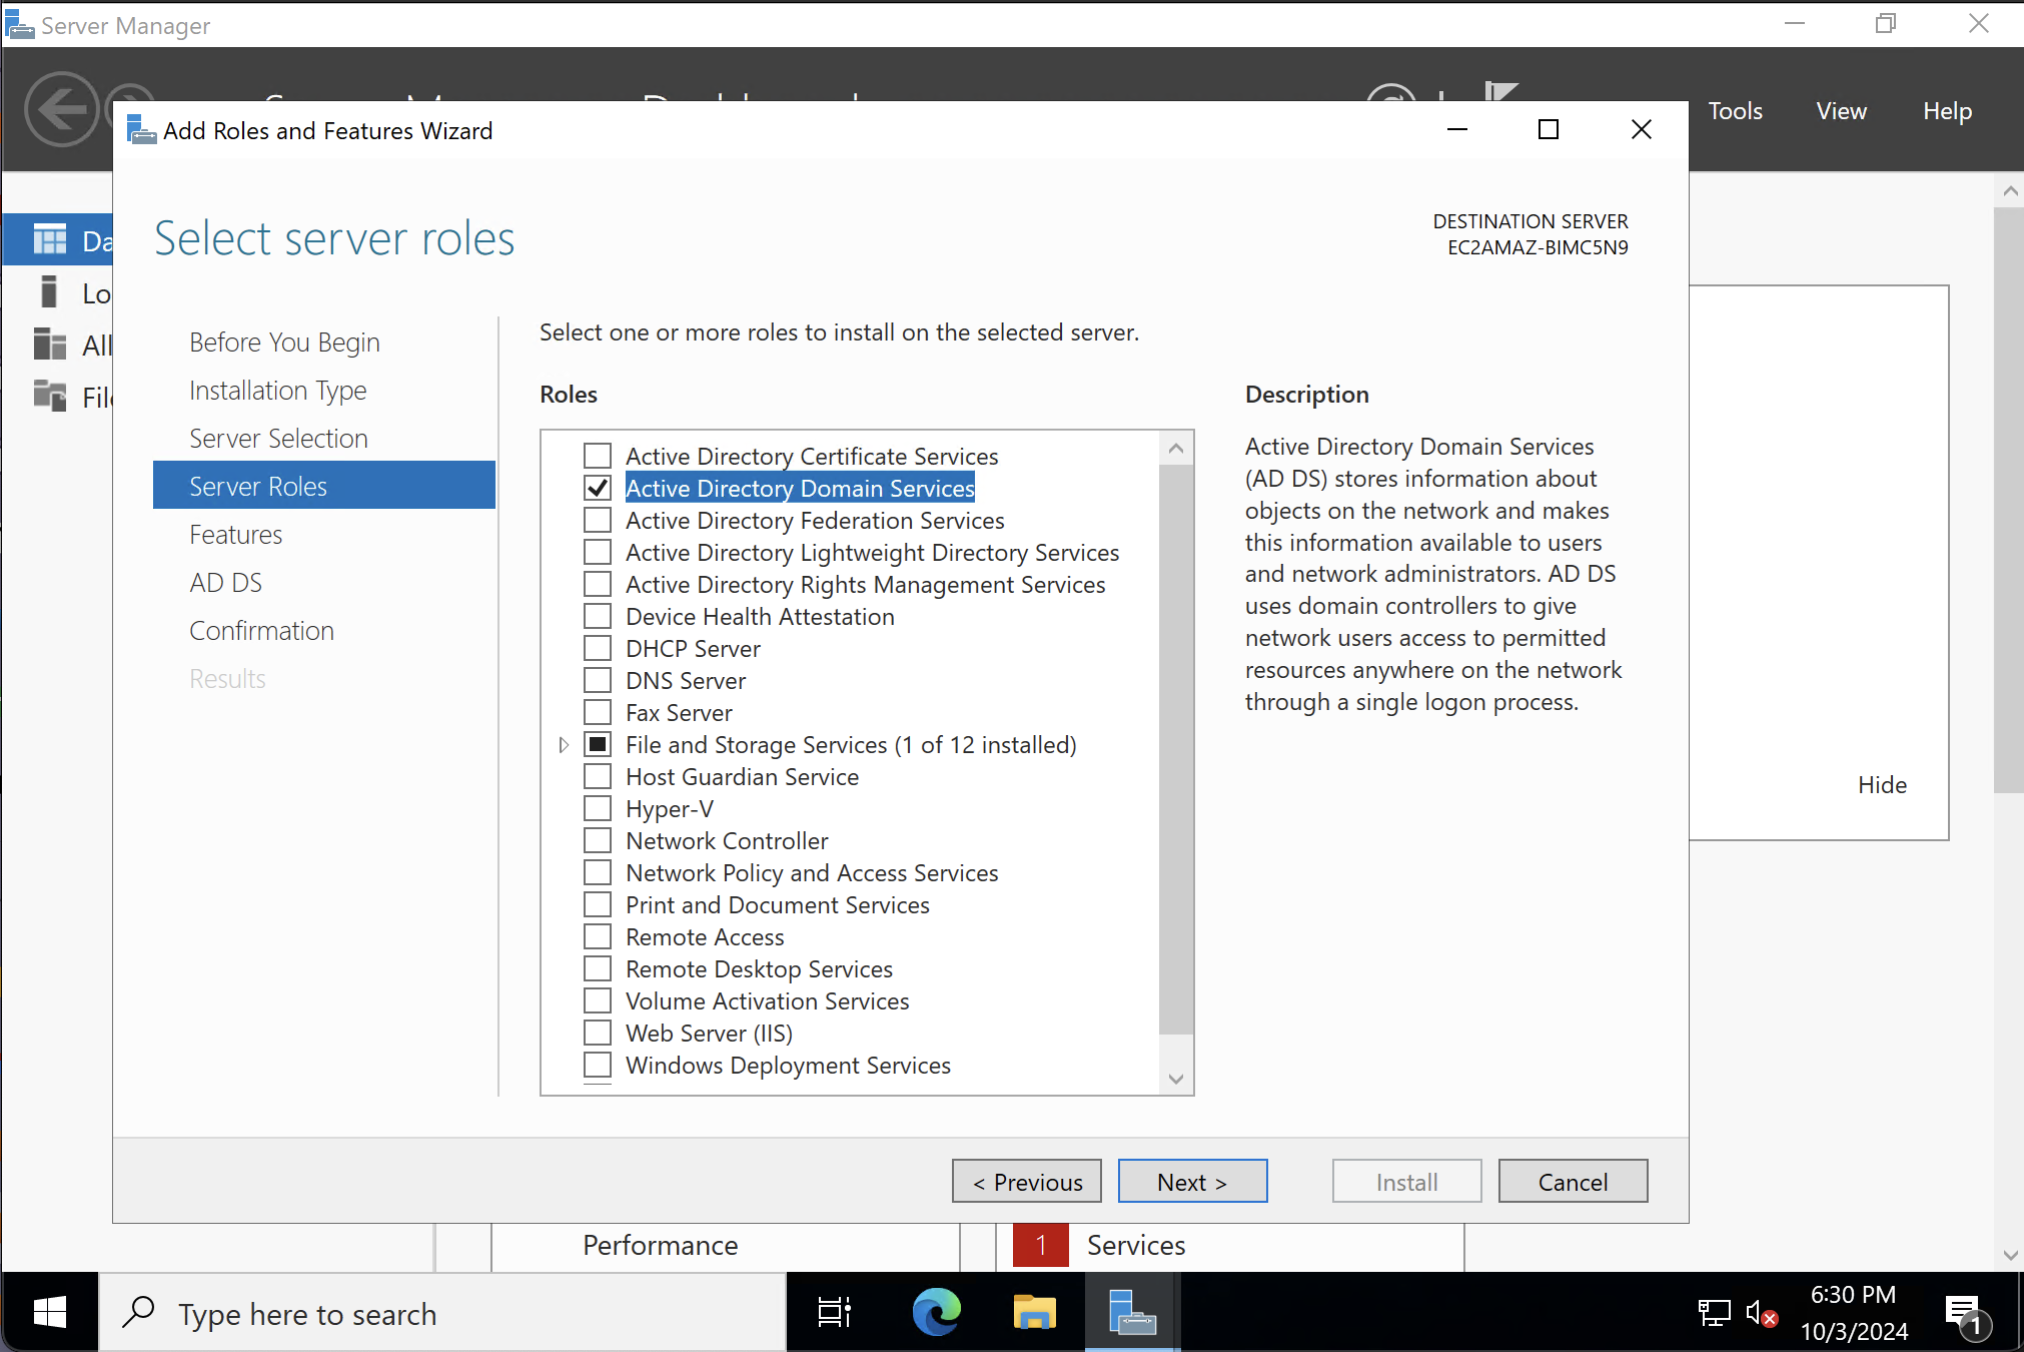 Server Manager
Tools
View
Help
Add Roles and Features Wizard
Select server roles
DESTINATION SERVER
EC2AMAZ-BIMC5N9
Before You Begin
Installation Type
Server Selection
Server Roles
Features
AD DS
Confirmation
Results
Select one or more roles to install on the selected server.
Roles
Active Directory Certificate Services
Active Directory Domain Services
Active Directory Federation Services
Active Directory Lightweight Directory Services
Active Directory Rights Management Services
Device Health Attestation
DHCP Server
DNS Server
Fax Server
File and Storage Services (1 of 12 installed)
Host Guardian Service
Hyper-V
Network Controller
Network Policy and Access Services
Print and Document Services
Remote Access
Remote Desktop Services
Volume Activation Services
Web Server (IIS)
Windows Deployment Services
Description
Active Directory Domain Services
(AD DS) stores information about
objects on the network and makes
this information available to users
and network administrators. AD DS
uses domain controllers to give
network users access to permitted
resources anywhere on the network
through a single logon process.
Hide
< Previous
Next >
Install
Cancel
Performance
1
Services
Type here to search
6:30 PM
10/3/2024
1